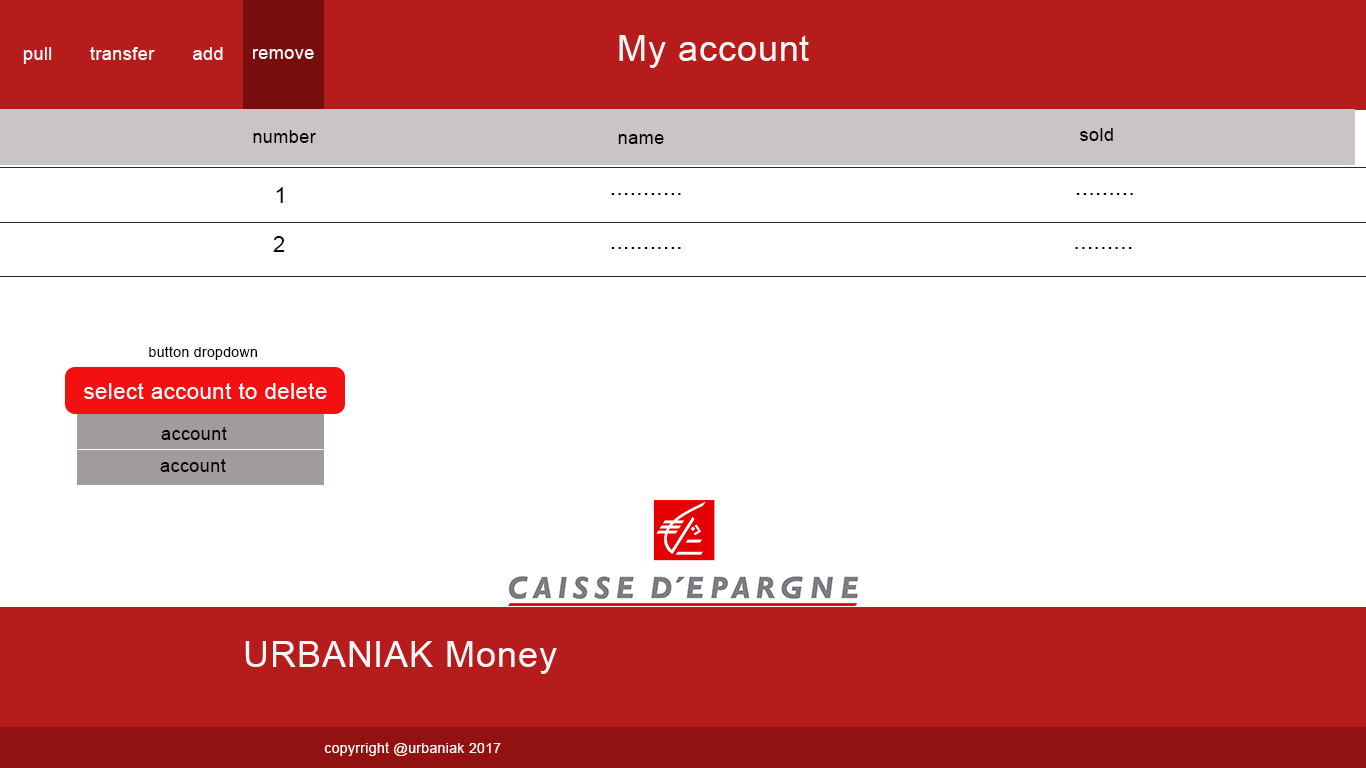 pull transfer add remove My account
number name sold
1 ........... .........
2 ........... .........
button dropdown
select account to delete
account
account
CAISSE D'EPARGNE
URBANIAK Money
copyrright @urbaniak 2017